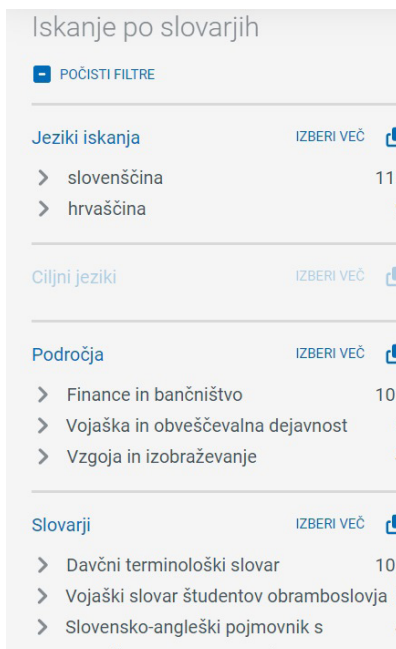 Iskanje po slovarjih
POČISTI FILTRE
Jeziki iskanja IZBERI VEČ
slovenščina 11
hrvaščina
Ciljni jeziki IZBERI VEČ
Področja IZBERI VEČ
Finance in bančništvo 10
Vojaška in obveščevalna dejavnost
Vzgoja in izobraževanje
Slovarji IZBERI VEČ
Davčni terminološki slovar 10
Vojaški slovar študentov obramboslovja
Slovensko-angleški pojmovnik s